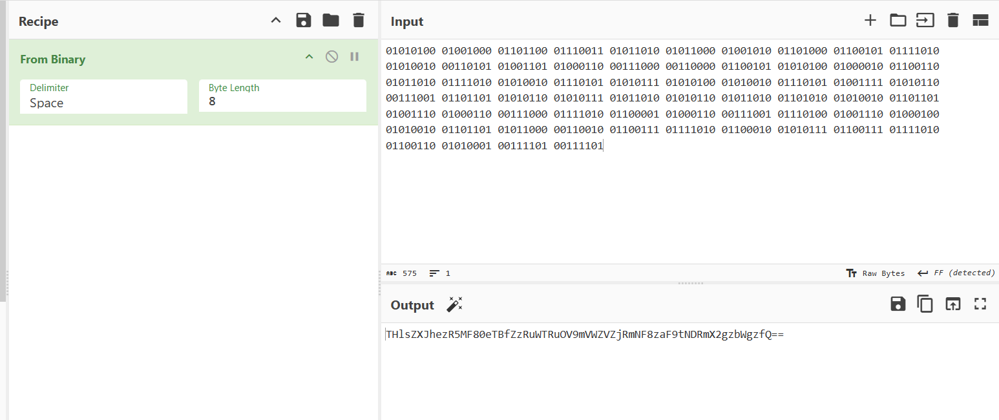 Recipe
Input
From Binary
Delimiter
Space
Byte Length
8
01010100 01001000 01101100 01110011 01011010 01011000 01001010 01101000 01100101 01111010
01010010 00110101 01001101 01000110 00111000 00110000 01100101 01010100 01000010 01100110
01011010 01111010 01010010 01110101 01010111 01010100 01010010 01110101 01001111 01010110
00111001 01101101 01010110 01010111 01011010 01010110 01011010 01101010 01010010 01101101
01001110 01000110 00111000 01111010 01100001 01000110 00111001 01110100 01001110 01000100
01010010 01101101 01011000 00110010 01100111 01111010 01100010 01010111 01100111 01111010
01100110 01010001 00111101 00111101
ABC 575 1
Raw Bytes FF (detected)
Output
THlsZXJhezR5MF80eTBfZzRuWTRuOV9mVWZVZjRmNF8zaF9tNDRmX2gzbWgzfQ==